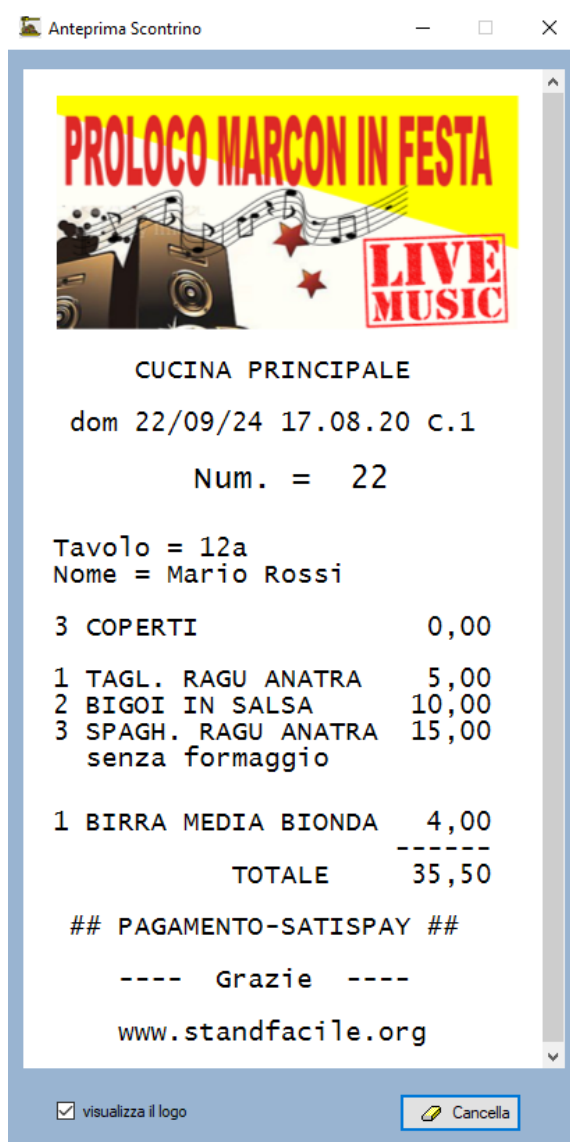 Anteprima Scontrino
PROLOCO MARCON IN FESTA
LIVE
MUSIC
CUCINA PRINCIPALE
dom 22/09/24 17.08.20 C.1
Num. = 22
Tavolo = 12a
Nome = Mario Rossi
3 COPERTI 0,00
1 TAGL. RAGU ANATRA 5,00
2 BIGOI IN SALSA 10,00
3 SPAGH. RAGU ANATRA 15,00
senza formaggio
1 BIRRA MEDIA BIONDA 4,00
------
TOTALE 35,50
## PAGAMENTO-SATISPAY ##
---- Grazie ----
www.standfacile.org
visualizza il logo
Cancella